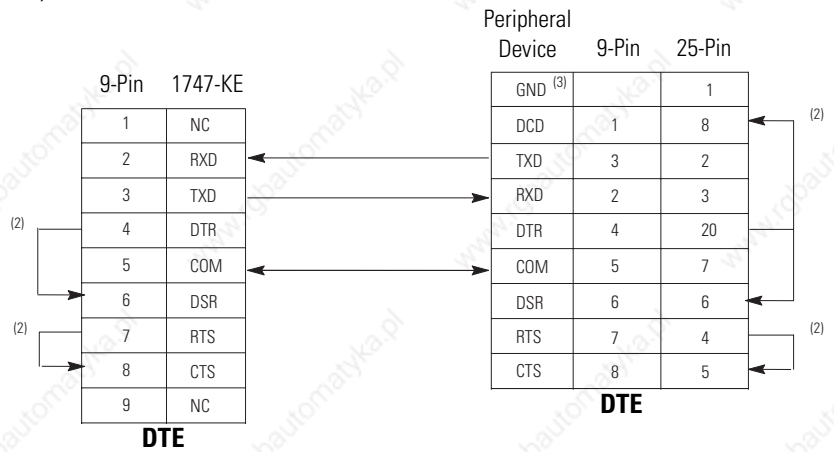 Peripheral
Device 9-Pin 25-Pin
9-Pin 1747-KE
GND (3) 1
DCD 1 8 (2)
TXD 3 2
RXD 2 3
DTR 4 20
COM 5 7
DSR 6 6
RTS 7 4 (2)
CTS 8 5
DTE
1 NC
2 RXD
3 TXD
(2) 4 DTR
5 COM
6 DSR
(2) 7 RTS
8 CTS
9 NC
DTE
www.rgbautomatyka.pl